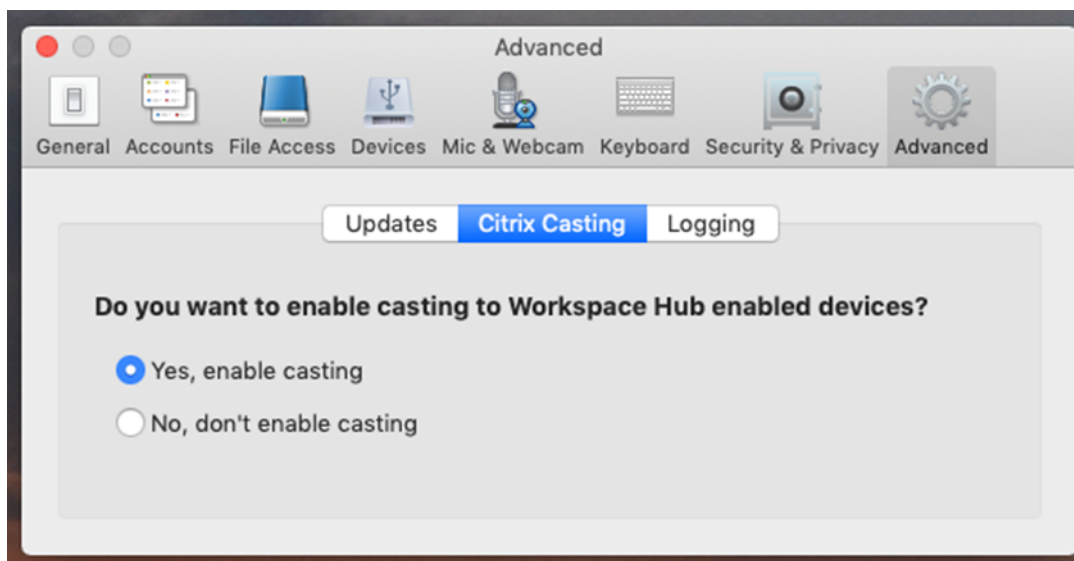 Advanced
General Accounts File Access Devices Mic & Webcam Keyboard Security & Privacy Advanced
Updates Citrix Casting Logging
Do you want to enable casting to Workspace Hub enabled devices?
Yes, enable casting
No, don't enable casting